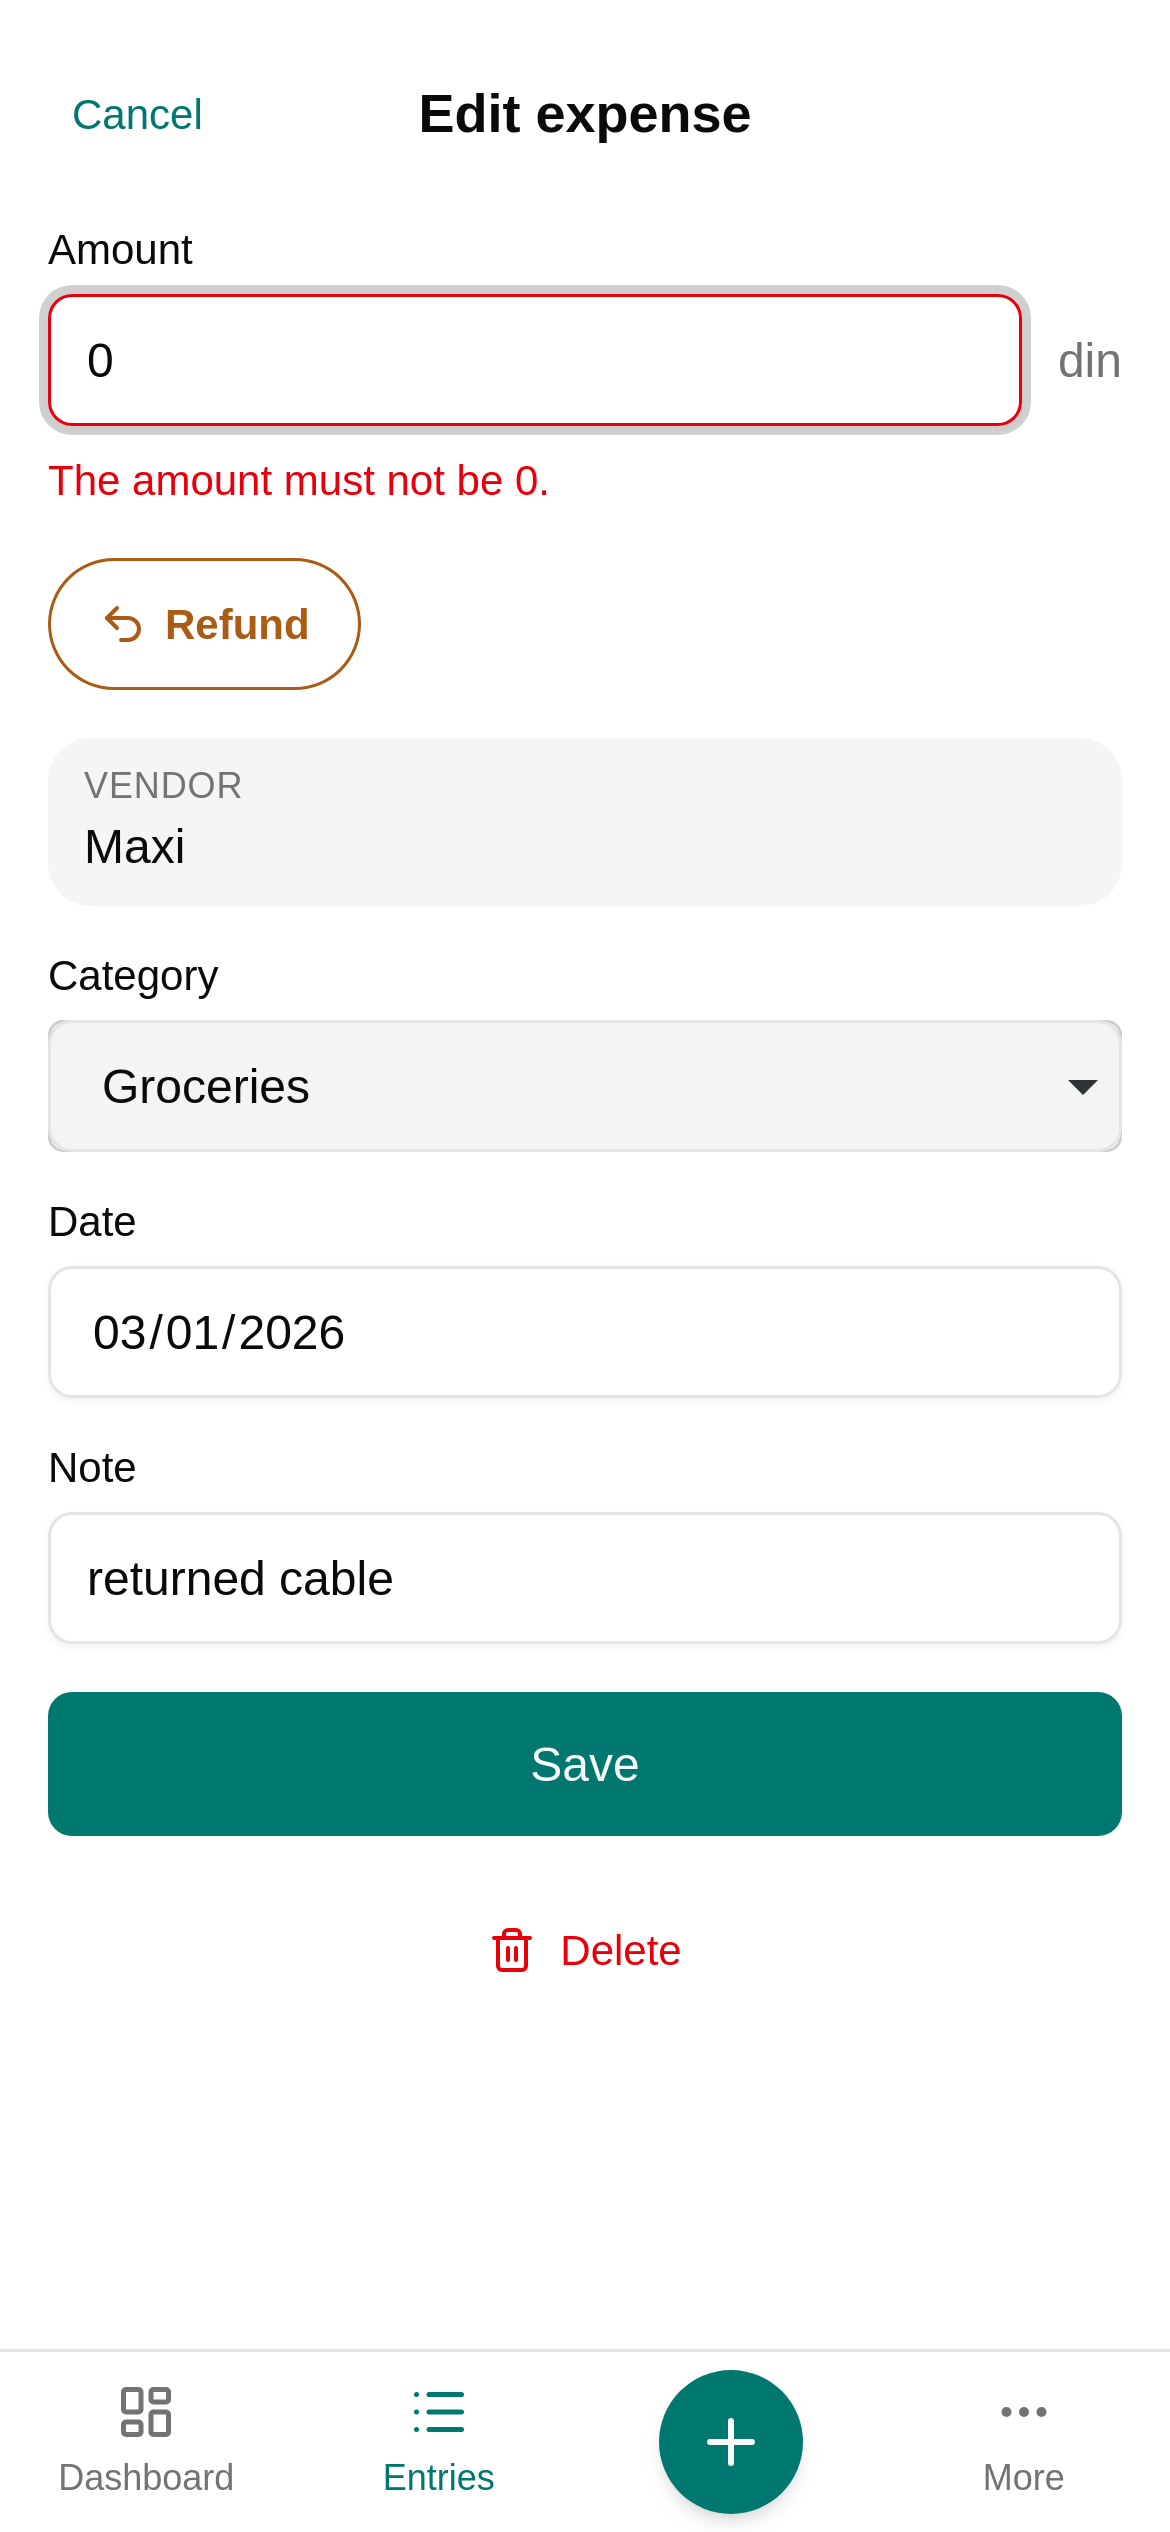 Cancel
Edit expense
Amount
0
din
The amount must not be 0.
Refund
VENDOR
Maxi
Category
Groceries
Date
03/01/2026
Note
returned cable
Save
Delete
Dashboard
Entries
More